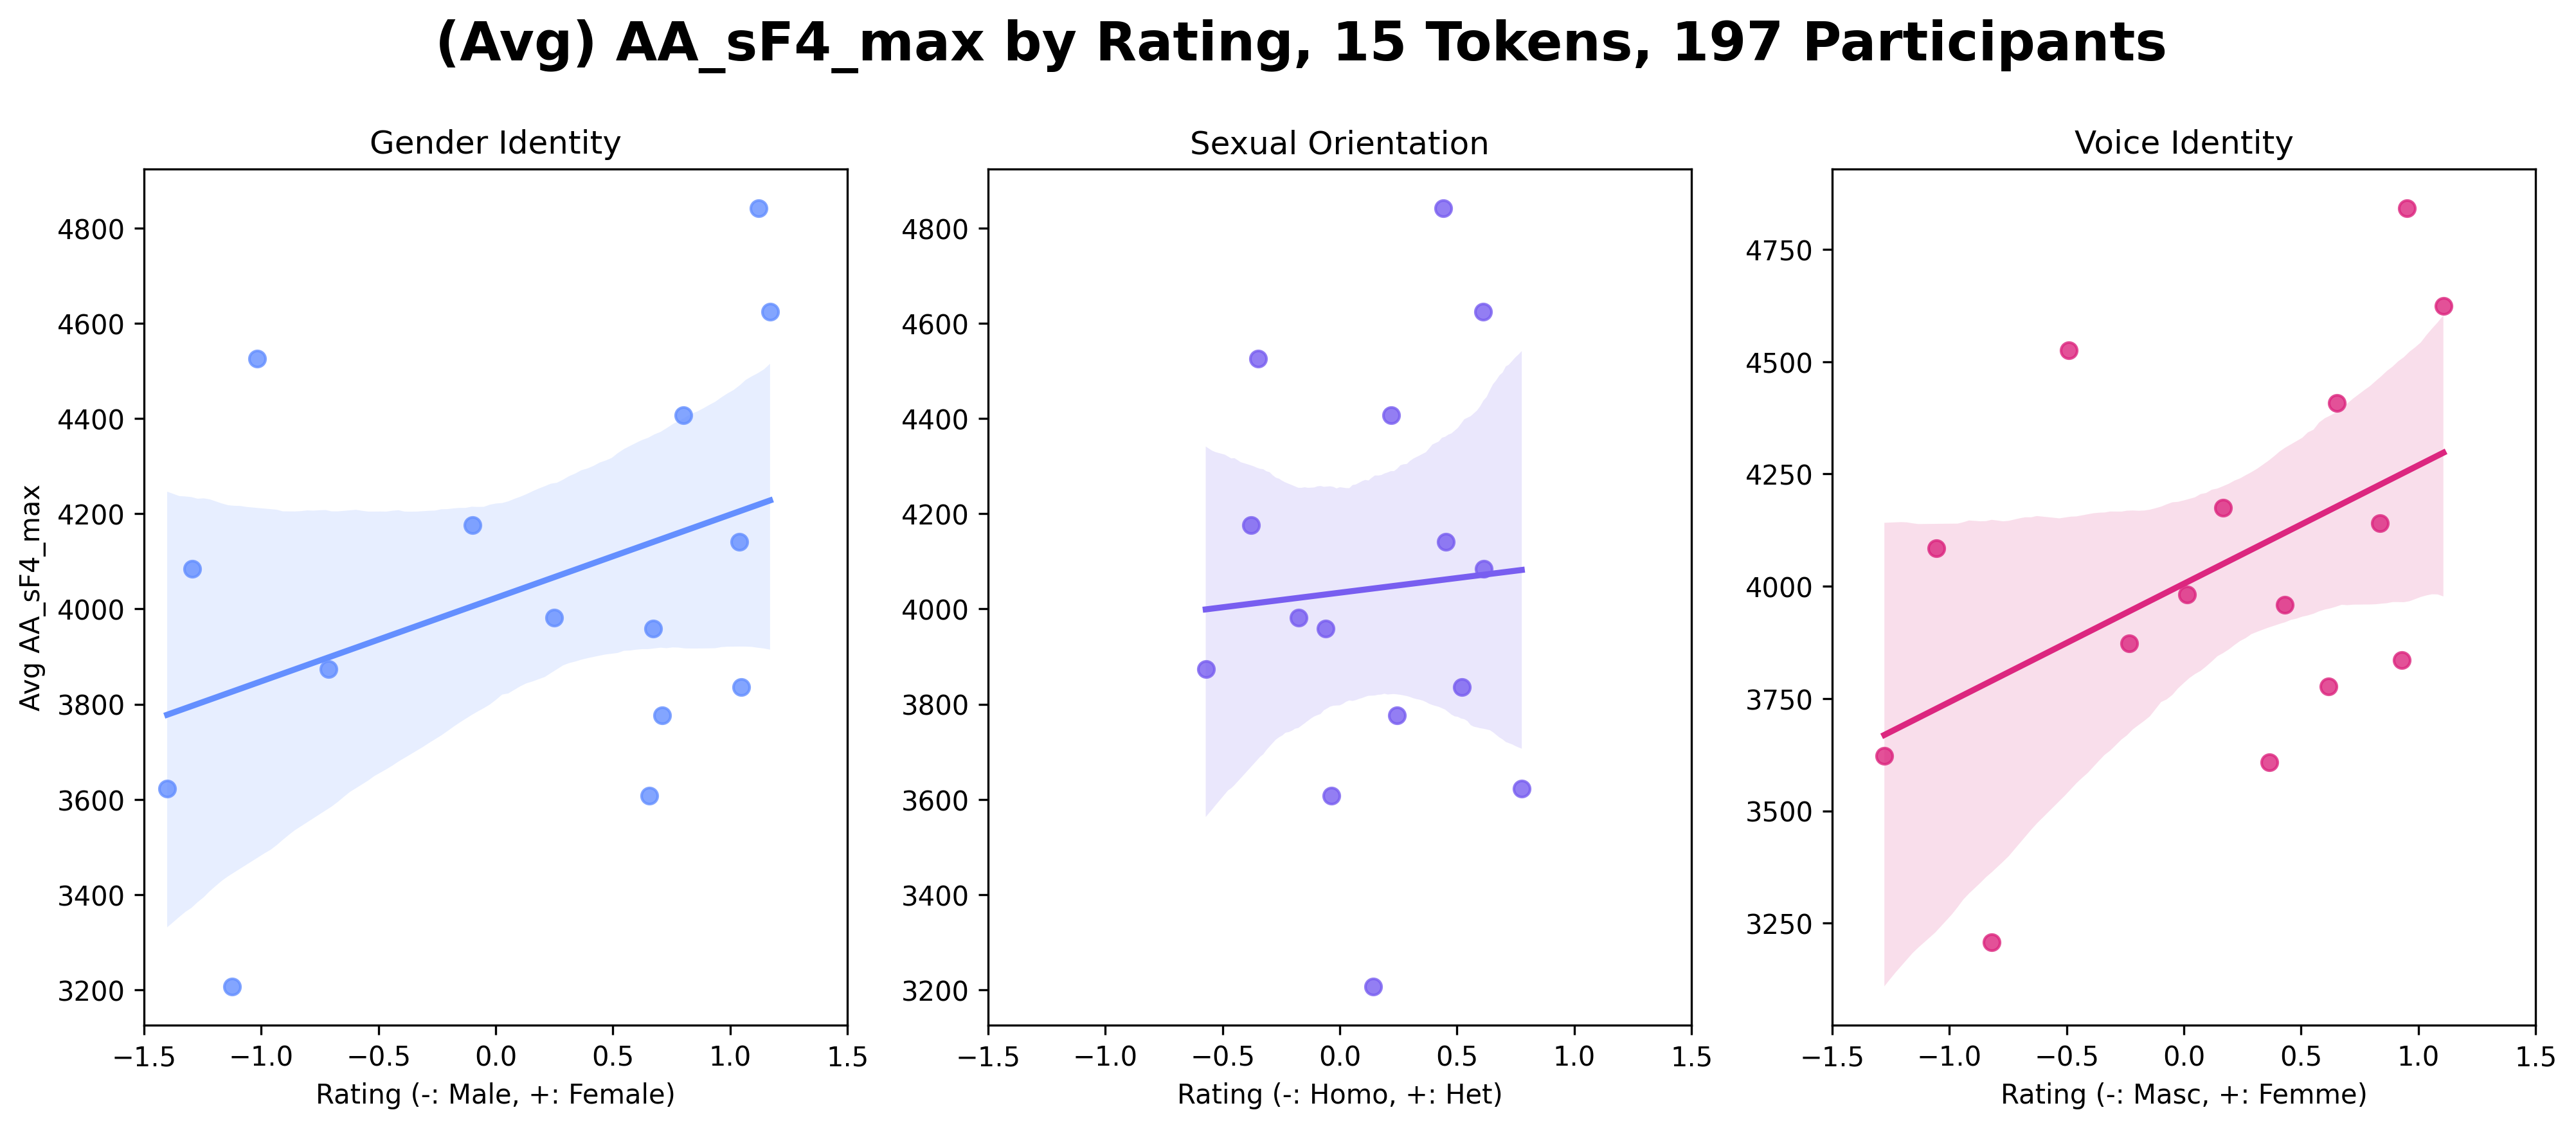 (Avg) AA_sF4_max by Rating, 15 Tokens, 197 Participants
Gender Identity
Avg AA_sF4_max
4800
4600
4400
4200
4000
3800
3600
3400
3200
−1.5 −1.0 −0.5 0.0 0.5 1.0 1.5
Rating (-: Male, +: Female)
Sexual Orientation
4800
4600
4400
4200
4000
3800
3600
3400
3200
−1.5 −1.0 −0.5 0.0 0.5 1.0 1.5
Rating (-: Homo, +: Het)
Voice Identity
4750
4500
4250
4000
3750
3500
3250
−1.5 −1.0 −0.5 0.0 0.5 1.0 1.5
Rating (-: Masc, +: Femme)